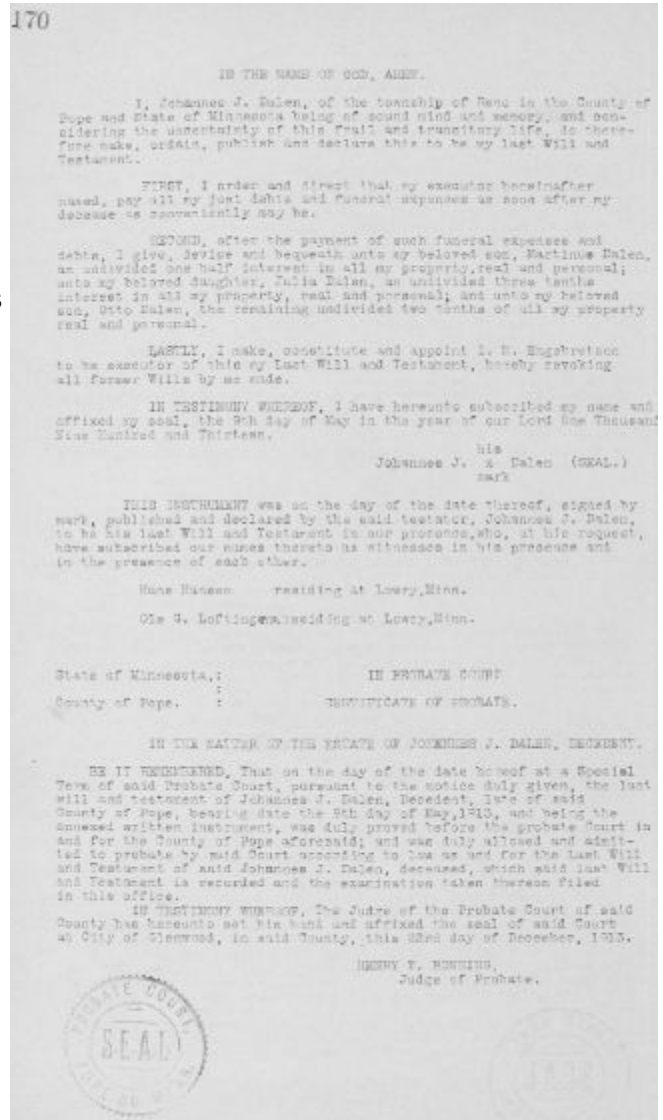 170
IN THE NAME OF GOD, AMEN.
I, Johannes J. Dalen, of the township of Reno in the County of
Pope and State of Minnesota being of sound mind and memory, and con-
sidering the uncertainty of this frail and transitory life, do there-
fore make, ordain, publish and declare this to be my last Will and
Testament.
FIRST, I order and direct that my executor hereinafter
named, pay all my just debts and funeral expenses as soon after my
decease as conveniently may be.
SECOND, after the payment of such funeral expenses and
debts, I give, devise and bequeath unto my beloved son, Martinus Dalen,
an undivided one half interest in all my property,real and personal;
unto my beloved daughter, Julia Dalen, an undivided three tenths
interest in all my property, real and personal; and unto my beloved
son, Otto Dalen, the remaining undivided two tenths of all my property
real and personal.
LASTLY, I make, constitute and appoint Engebretson
to be executor of this my Last Will and Testament, hereby revoking
all former Wills by me made.
IN TESTIMONY WHEREOF, I have hereunto subscribed my name and
affixed my seal, the 9th day of May in the year of our Lord One Thousand
Nine Hundred and Thirteen.
his
Johannes J. x Dalen (SEAL.)
mark
THIS INSTRUMENT was on the day of the date thereof, signed by
mark, published and declared by the said testator, Johannes J. Dalen,
to be his last Will and Testament in our presence,who, at his request,
have subscribed our names thereto as witnesses in his presence and
in the presence of each other.
Hans Hansen residing at Lowry,Minn.
Ole G. residing at Lowry,Minn.
State of Minnesota,: IN PROBATE COURT
:
County of Pope. : CERTIFICATE OF PROBATE.
IN THE MATTER OF THE ESTATE OF JOHANNES J. DALEN, DECEDENT.
BE IT REMEMBERED, That on the day of the date hereof at a Special
Term of said Probate Court, pursuant to the notice duly given, the last
will and testament of Johannes J. Dalen, Decedent, late of said
County of Pope, bearing date the 9th day of May,1913, and being the
annexed written instrument, was duly proved before the probate Court in
and for the County of Pope aforesaid; and was duly allowed and admit-
ted to probate by said Court according to law as and for the Last Will
and Testament of said Johannes J. Dalen, deceased, which said last Will
and Testament is recorded and the examination taken thereon filed
in this office.
IN TESTIMONY WHEREOF, The Judge of the Probate Court of said
County has hereunto set his hand and affixed the seal of said Court
at City of Glenwood, in said County, this 22nd day of December, 1913.
HENRY T.
Judge of Probate.
PROBATE COURT
SEAL
POPE CO MINN